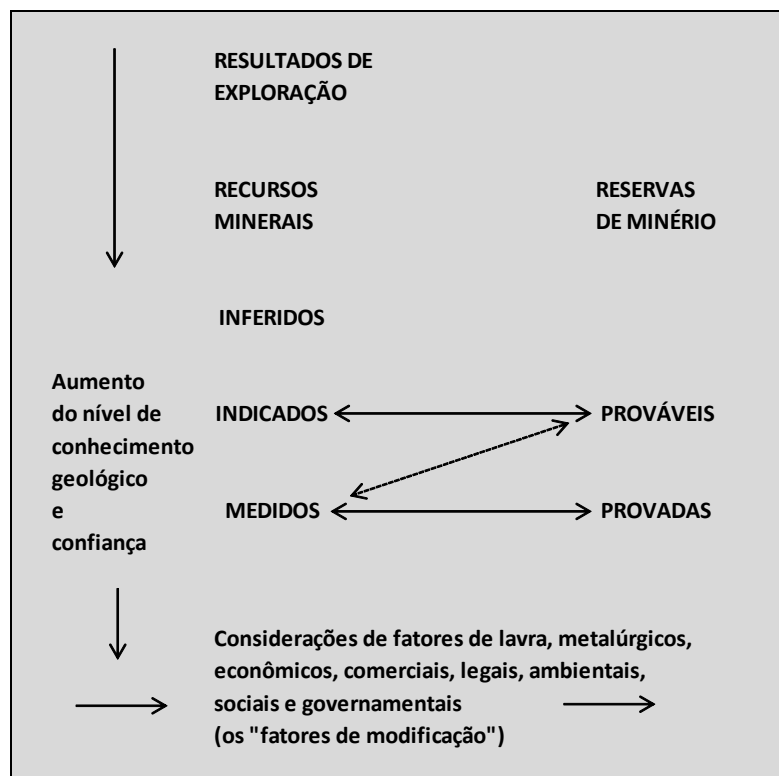 RESULTADOS DE
EXPLORAÇÃO
RECURSOS
MINERAIS
RESERVAS
DE MINÉRIO
INFERIDOS
Aumento
do nível de
conhecimento
geológico
e
confiança
INDICADOS
PROVÁVEIS
MEDIDOS
PROVADAS
Considerações de fatores de lavra, metalúrgicos,
econômicos, comerciais, legais, ambientais,
sociais e governamentais
(os "fatores de modificação")